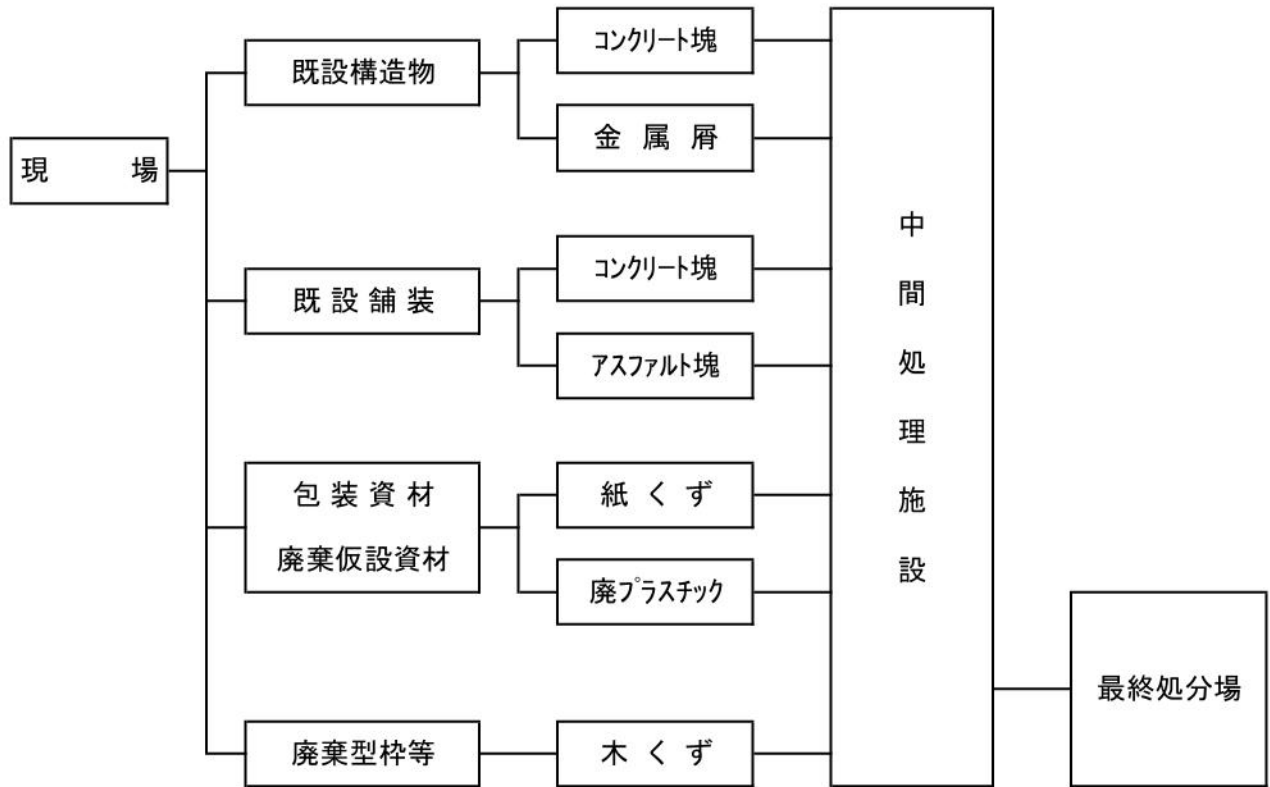 現場
既設構造物
コンクリート塊
金属屑
既設舗装
コンクリート塊
アスファルト塊
包装資材
廃棄仮設資材
紙くず
廃プラスチック
廃棄型枠等
木くず
中間処理施設
最終処分場